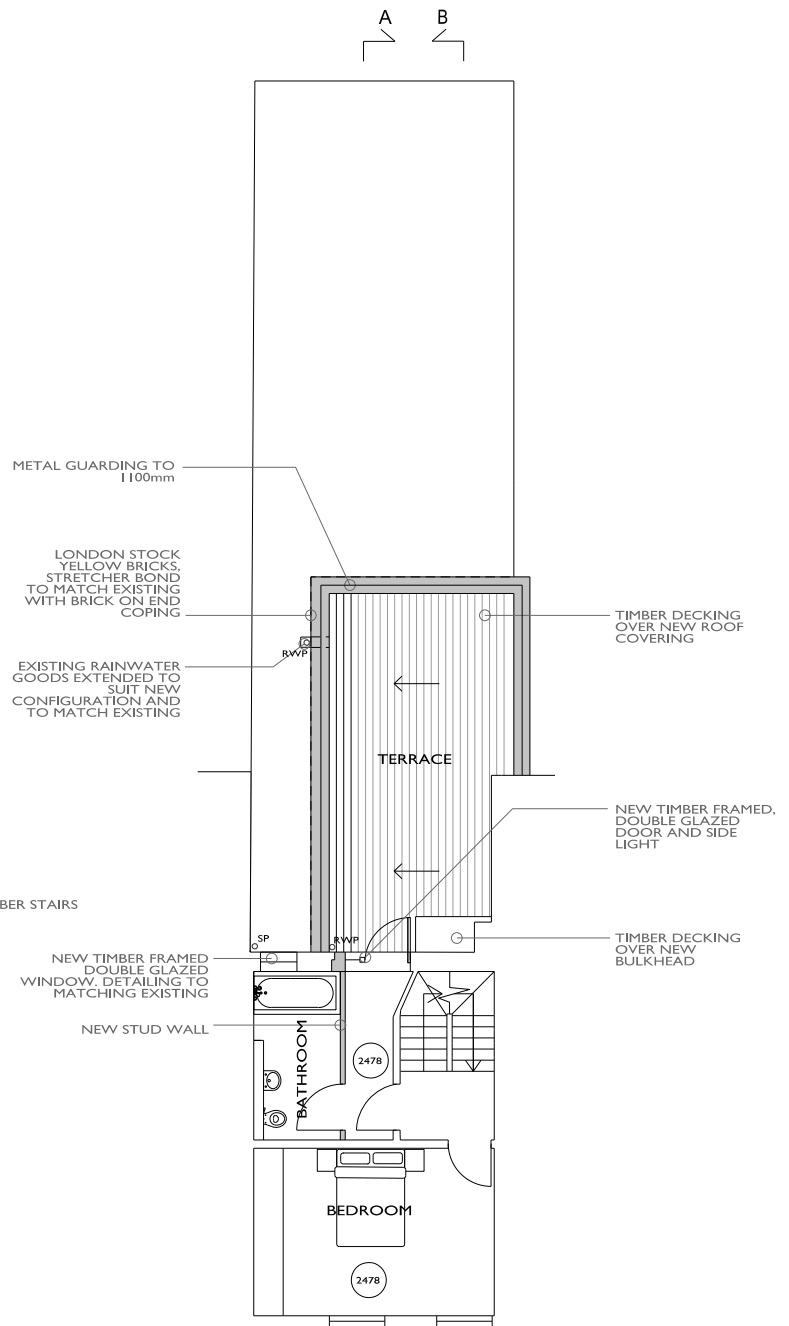 A
B
METAL GUARDING TO
1100mm
LONDON STOCK
YELLOW BRICKS,
STRETCHER BOND
TO MATCH EXISTING
WITH BRICK ON END
COPING
TIMBER DECKING
OVER NEW ROOF
COVERING
RWP
EXISTING RAINWATER
GOODS EXTENDED TO
SUIT NEW
CONFIGURATION AND
TO MATCH EXISTING
TERRACE
NEW TIMBER FRAMED,
DOUBLE GLAZED
DOOR AND SIDE
LIGHT
BER STAIRS
SP
RWP
TIMBER DECKING
OVER NEW
BULKHEAD
NEW TIMBER FRAMED
DOUBLE GLAZED
WINDOW. DETAILING TO
MATCHING EXISTING
NEW STUD WALL
BATHROOM
2478
BEDROOM
2478